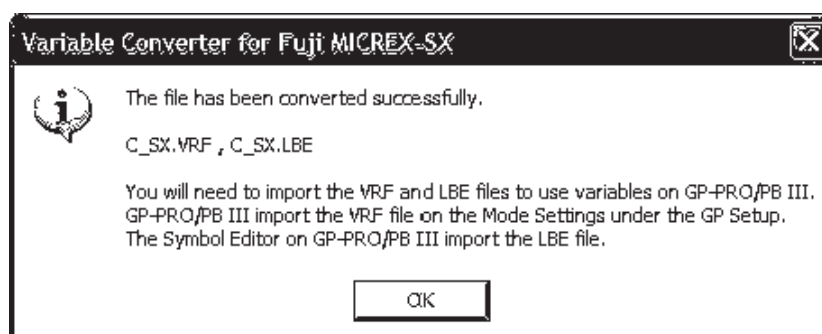 Variable Converter for Fuji MICREX-SX
The file has been converted successfully.
C_SX.VRF , C_SX.LBE
You will need to import the VRF and LBE files to use variables on GP-PRO/PB III.
GP-PRO/PB III import the VRF file on the Mode Settings under the GP Setup.
The Symbol Editor on GP-PRO/PB III import the LBE file.
OK